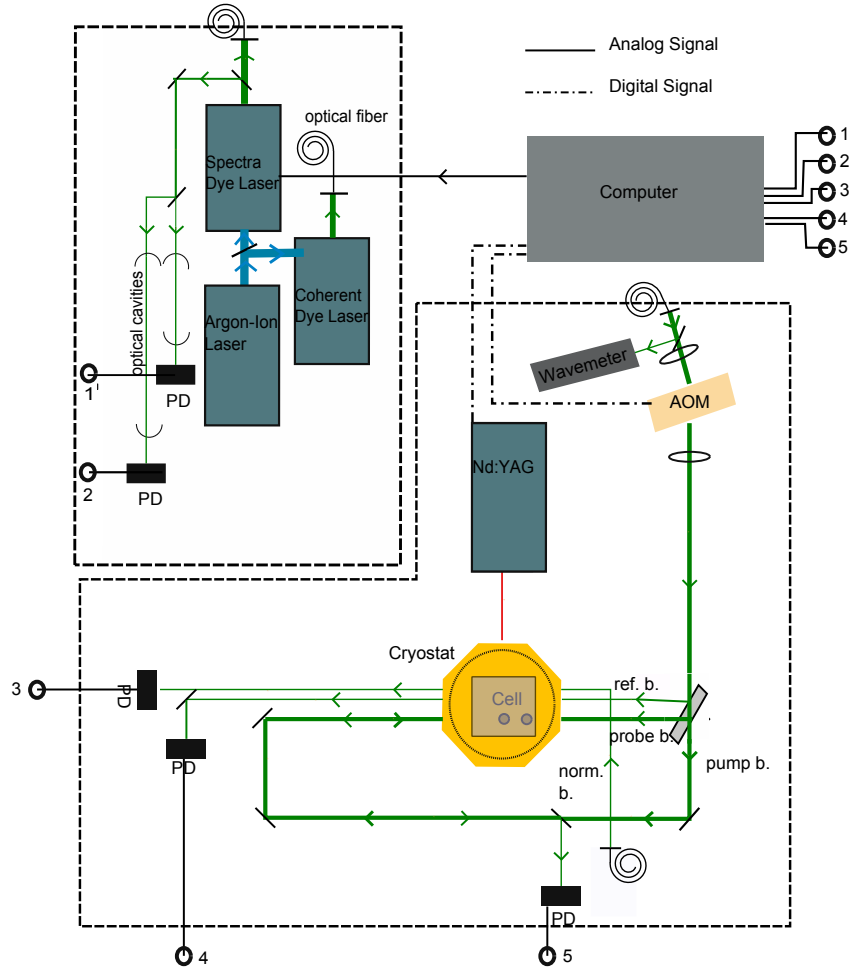 Analog Signal
Digital Signal
optical fiber
Spectra
Dye Laser
Computer
1
2
3
4
5
optical cavities
Argon-Ion
Laser
Coherent
Dye Laser
Wavemeter
AOM
1'
PD
2
PD
Nd:YAG
Cryostat
Cell
ref. b.
probe b.
pump b.
norm.
b.
3
PD
PD
PD
4
5